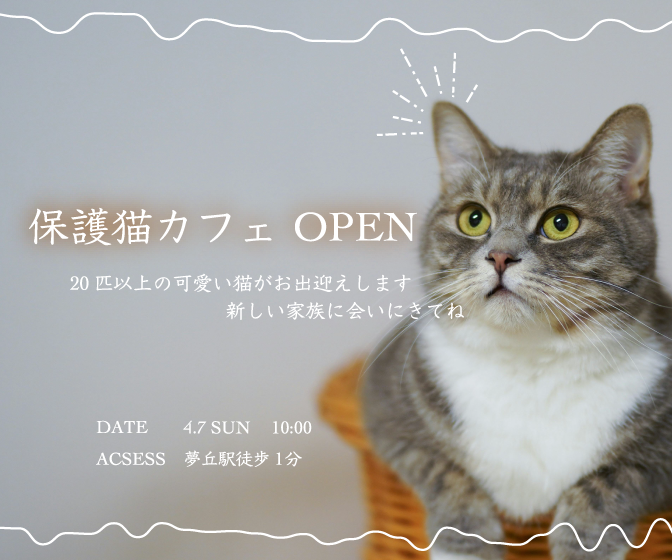 保護猫カフェ OPEN
20 匹以上の可愛い猫がお出迎えします
新しい家族に会いにきてね
DATE 4.7 SUN 10:00
ACSESS 夢丘駅徒歩 1分